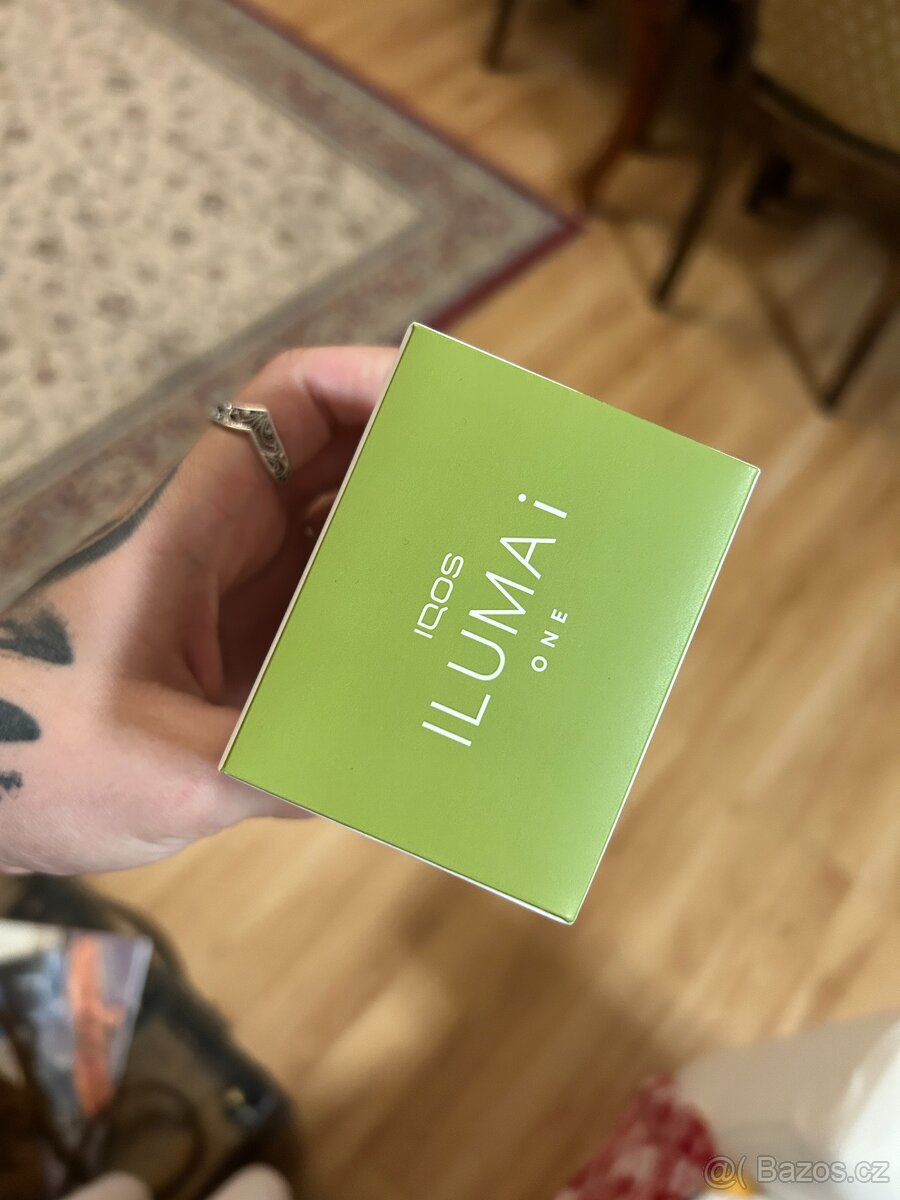 IQOS
ILUMA i
ONE
@( Bazos.cz